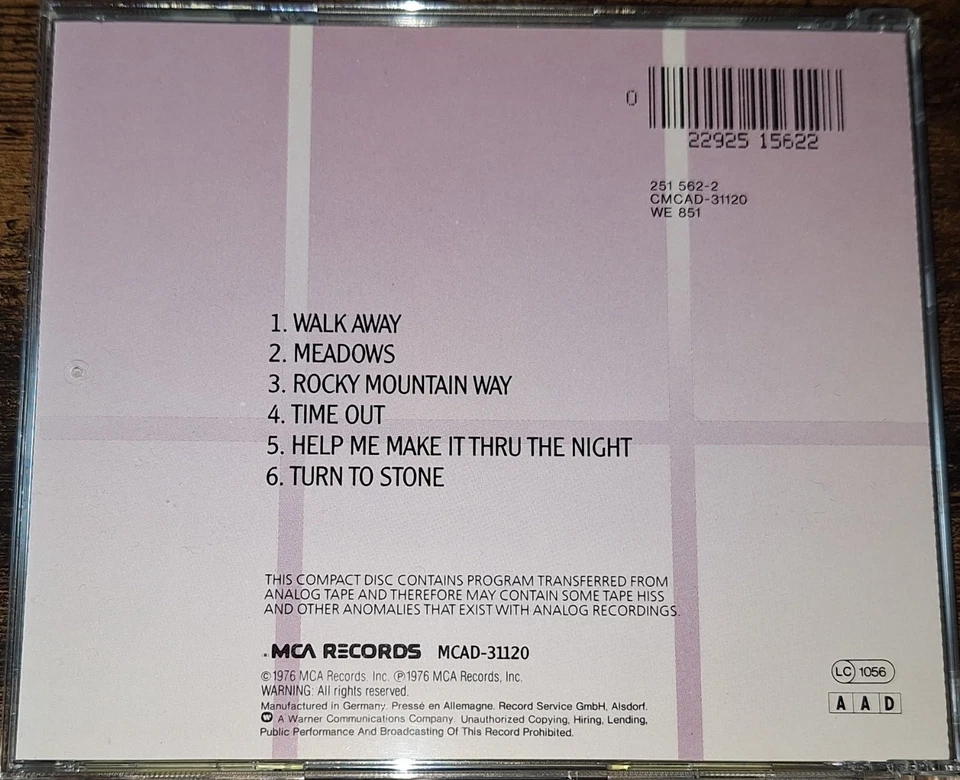 0
22925 15622
251 562-2
CMCAD-31120
WE 851
1. WALK AWAY
2. MEADOWS
3. ROCKY MOUNTAIN WAY
4. TIME OUT
5. HELP ME MAKE IT THRU THE NIGHT
6. TURN TO STONE
THIS COMPACT DISC CONTAINS PROGRAM TRANSFERRED FROM
ANALOG TAPE AND THEREFORE MAY CONTAIN SOME TAPE HISS
AND OTHER ANOMALIES THAT EXIST WITH ANALOG RECORDINGS.
MCA RECORDS MCAD-31120
©1976 MCA Records, Inc. ℗1976 MCA Records, Inc.
WARNING: All rights reserved.
Manufactured in Germany. Pressé en Allemagne. Record Service GmbH, Alsdorf.
A Warner Communications Company. Unauthorized Copying, Hiring, Lending,
Public Performance And Broadcasting Of This Record Prohibited.
LC 1056
A A D